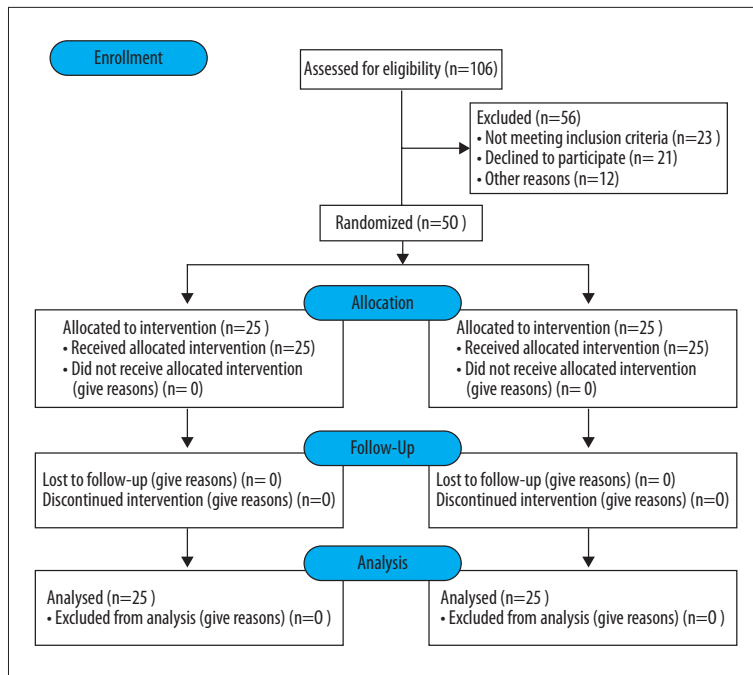 Enrollment
Assessed for eligibility (n=106)
Excluded (n=56)
• Not meeting inclusion criteria (n=23 )
• Declined to participate (n= 21)
• Other reasons (n=12)
Randomized (n=50 )
Allocation
Allocated to intervention (n=25 )
• Received allocated intervention (n=25)
• Did not receive allocated intervention
(give reasons) (n= 0)
Allocated to intervention (n=25 )
• Received allocated intervention (n=25)
• Did not receive allocated intervention
(give reasons) (n= 0)
Follow-Up
Lost to follow-up (give reasons) (n= 0)
Discontinued intervention (give reasons) (n=0)
Lost to follow-up (give reasons) (n= 0)
Discontinued intervention (give reasons) (n=0)
Analysis
Analysed (n=25 )
• Excluded from analysis (give reasons) (n=0 )
Analysed (n=25 )
• Excluded from analysis (give reasons) (n=0 )